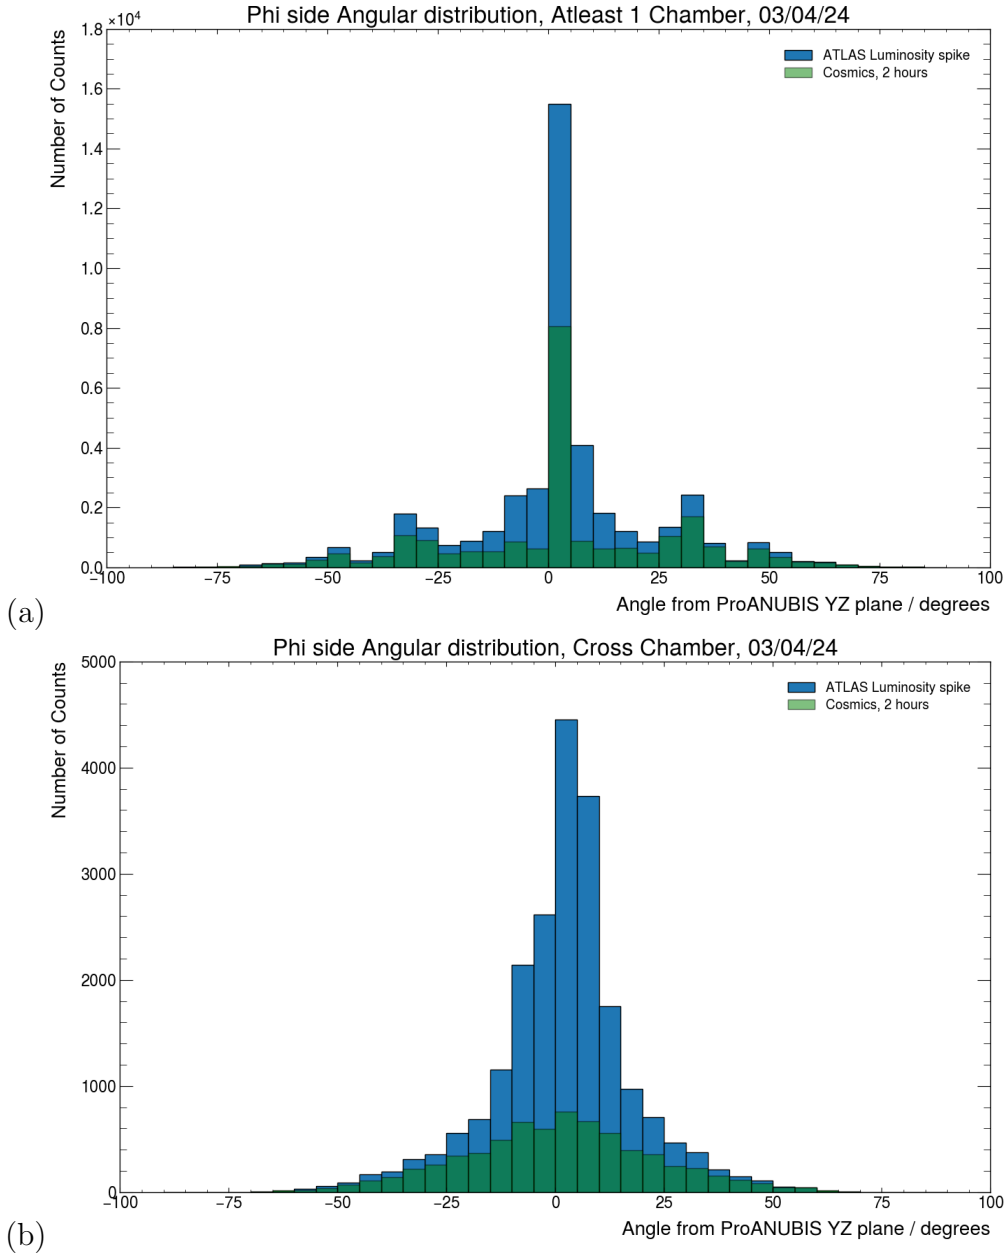 Phi side Angular distribution, Atleast 1 Chamber, 03/04/24
×10⁴
1.8
1.6
1.4
1.2
1.0
0.8
0.6
0.4
0.2
0.0
Number of Counts
ATLAS Luminosity spike
Cosmics, 2 hours
−100 −75 −50 −25 0 25 50 75 100
Angle from ProANUBIS YZ plane / degrees
(a)
Phi side Angular distribution, Cross Chamber, 03/04/24
5000
4000
3000
2000
1000
0
Number of Counts
ATLAS Luminosity spike
Cosmics, 2 hours
−100 −75 −50 −25 0 25 50 75 100
Angle from ProANUBIS YZ plane / degrees
(b)